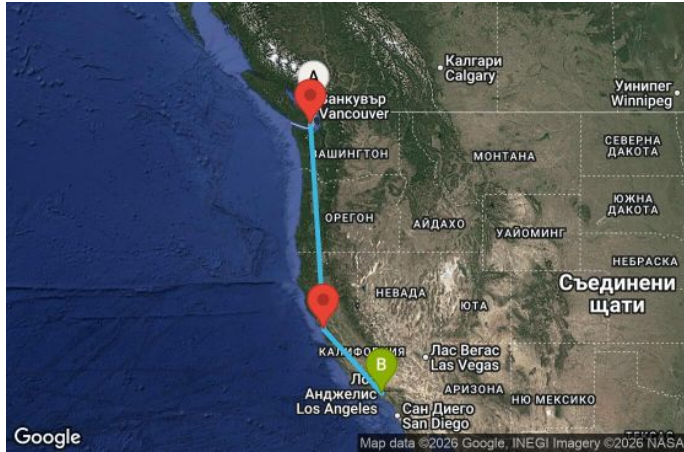 A
Калгари
Calgary
Уинипег
Winnipeg
Ванкувър
Vancouver
ВАШИНГТОН
МОНТАНА
СЕВЕРНА
ДАКОТА
ОРЕГОН
АЙДАХО
УАЙОМИНГ
ЮЖНА
ДАКОТА
НЕБРАСКА
Съединени
щати
НЕВАДА
ЮТА
КАЛИФОРНИЯ
Лас Вегас
Las Vegas
B
Ло
Анджелис
Los Angeles
АРИЗОНА
НЮ МЕКСИКО
Сан Диего
San Diego
Google
Map data ©2026 Google, INEGI Imagery ©2026 NASA